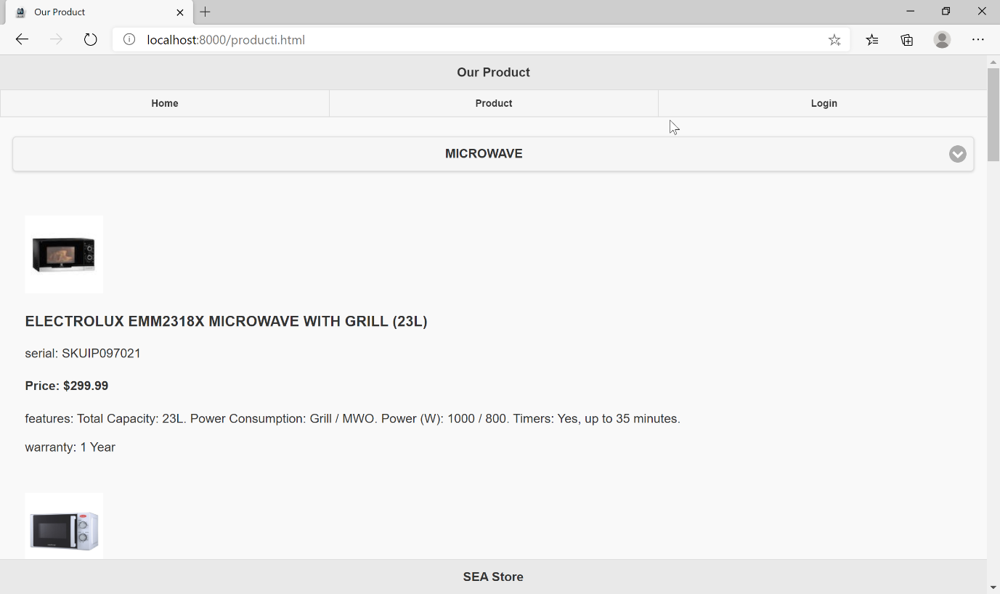 Our Product
localhost:8000/producti.html
Our Product
Home
Product
Login
MICROWAVE
ELECTROLUX EMM2318X MICROWAVE WITH GRILL (23L)
serial: SKUIP097021
Price: $299.99
features: Total Capacity: 23L. Power Consumption: Grill / MWO. Power (W): 1000 / 800. Timers: Yes, up to 35 minutes.
warranty: 1 Year
SEA Store